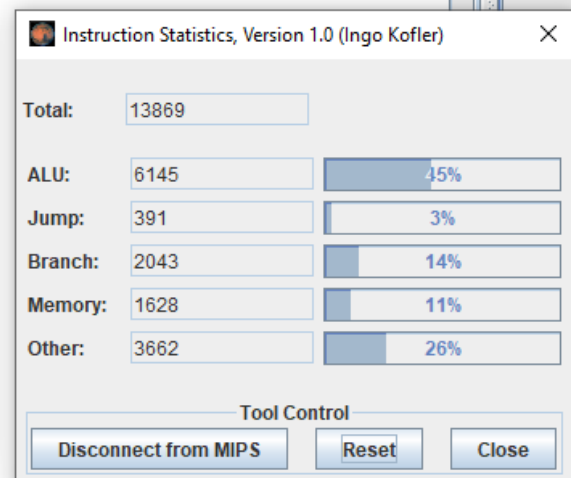 Instruction Statistics, Version 1.0 (Ingo Kofler)
Total: 13869
ALU: 6145 45%
Jump: 391 3%
Branch: 2043 14%
Memory: 1628 11%
Other: 3662 26%
Tool Control
Disconnect from MIPS Reset Close